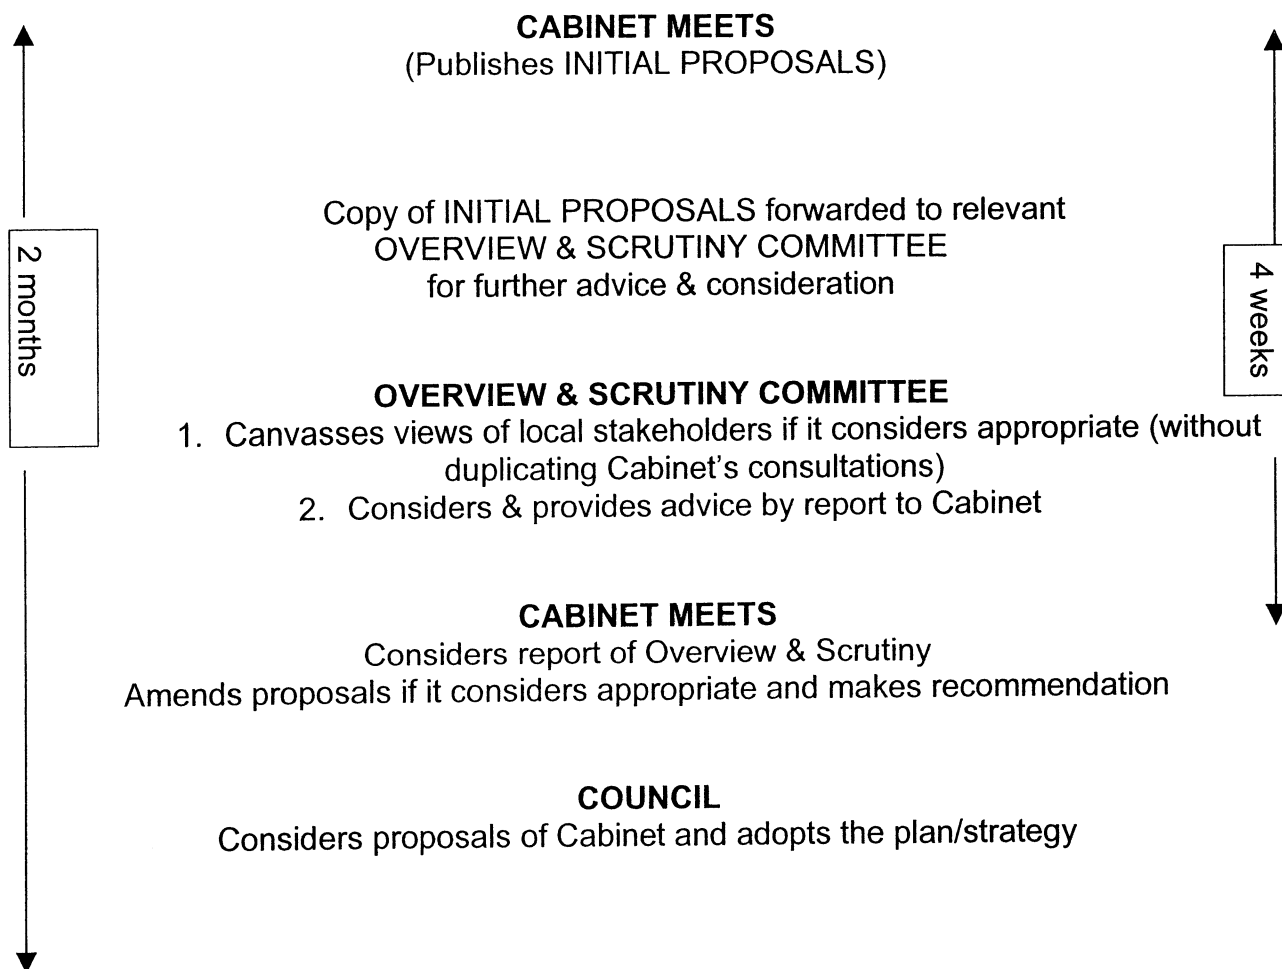 CABINET MEETS
(Publishes INITIAL PROPOSALS)
Copy of INITIAL PROPOSALS forwarded to relevant
OVERVIEW & SCRUTINY COMMITTEE
for further advice & consideration
2 months
4 weeks
OVERVIEW & SCRUTINY COMMITTEE
1. Canvasses views of local stakeholders if it considers appropriate (without
duplicating Cabinet's consultations)
2. Considers & provides advice by report to Cabinet
CABINET MEETS
Considers report of Overview & Scrutiny
Amends proposals if it considers appropriate and makes recommendation
COUNCIL
Considers proposals of Cabinet and adopts the plan/strategy